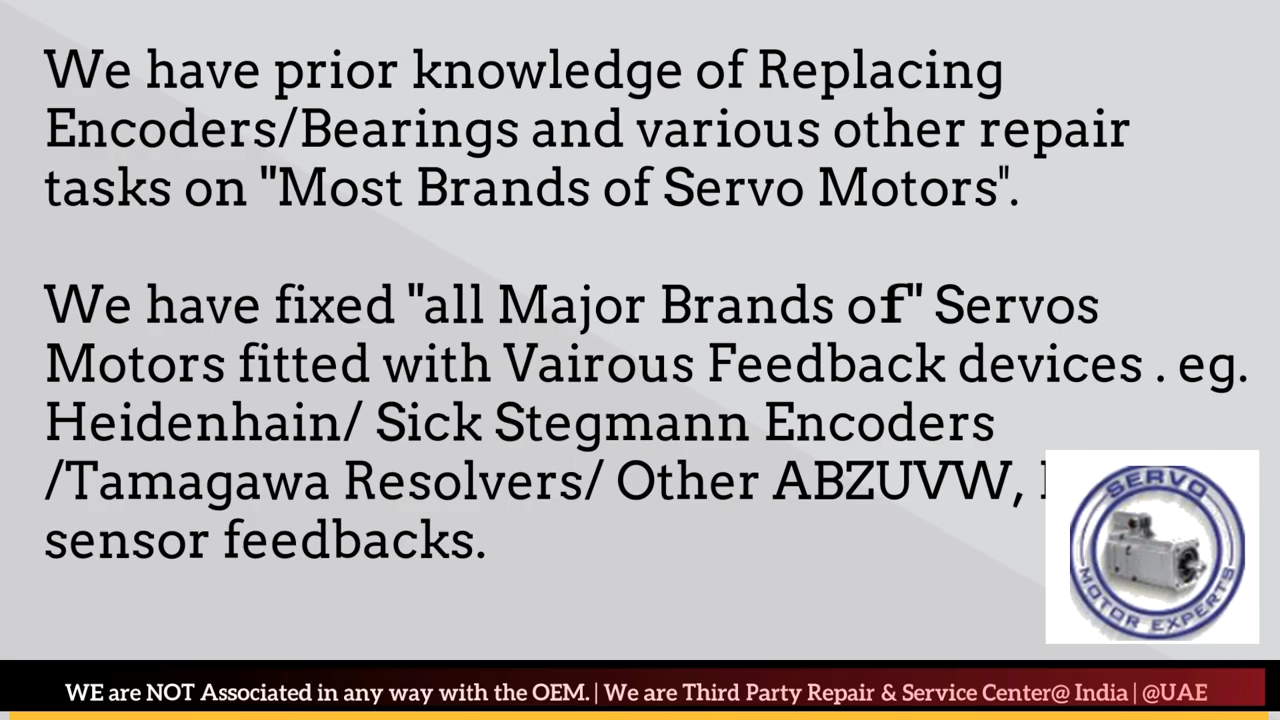 We have prior knowledge of Replacing
Encoders/Bearings and various other repair
tasks on "Most Brands of Servo Motors".
We have fixed "all Major Brands of" Servos
Motors fitted with Vairous Feedback devices . eg.
Heidenhain/ Sick Stegmann Encoders
/Tamagawa Resolvers/ Other ABZUVW,
sensor feedbacks.
SERVO
MOTOR EXPERTS
WE are NOT Associated in any way with the OEM. | We are Third Party Repair & Service Center@ India | @UAE